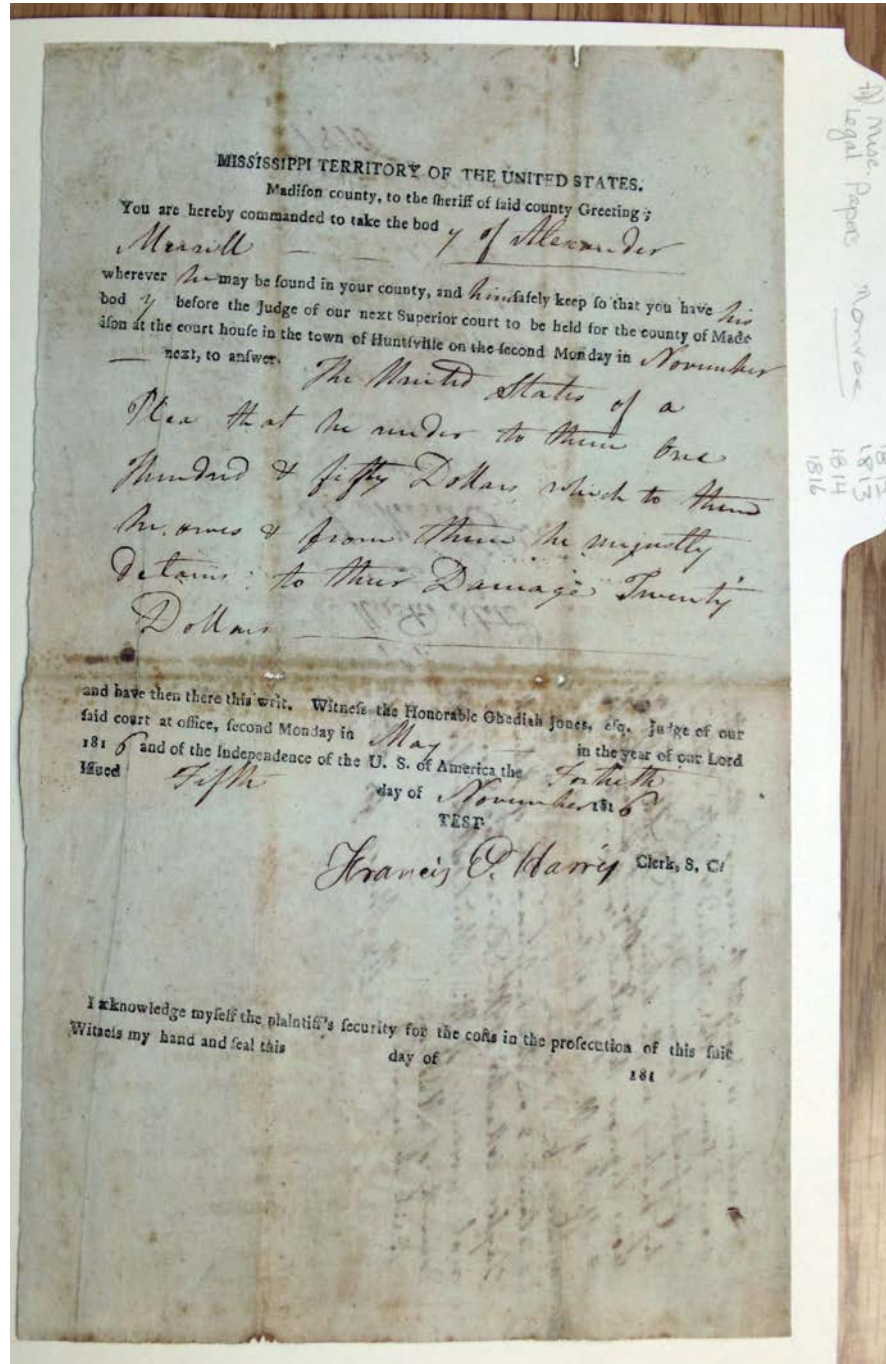 MISSISSIPPI TERRITORY OF THE UNITED STATES.
Madiſon county, to the ſheriff of ſaid county Greeting;
You are hereby commanded to take the bod y of Alexander
Merrill
wherever he may be found in your county, and him ſafely keep ſo that you have his
bod y before the Judge of our next Superior court to be held for the county of Made
iſon at the court houſe in the town of Huntſville on the ſecond Monday in November
— next, to anſwer. The United States of a
Plea that he render to them One
Hundred & fifty Dollars which to them
he owes & from them he unjustly
detains: to their Damage Twenty
Dollars
and have then there this writ. Witneſs the Honorable Obediah Jones, eſq. Judge of our
ſaid court at office, ſecond Monday in May in the year of our Lord
181 6 and of the Independence of the U. S. of America the Fortieth
Iſſued Fifth day of November 181 6
TEST
Francis E. Harris Clerk, S. C.
I acknowledge myſelf the plaintiff's ſecurity for the coſts in the proſecution of this ſuit
Witneſs my hand and ſeal this day of 181
Misc. Papers
Legal Monroe
1812
1813
1814
1816